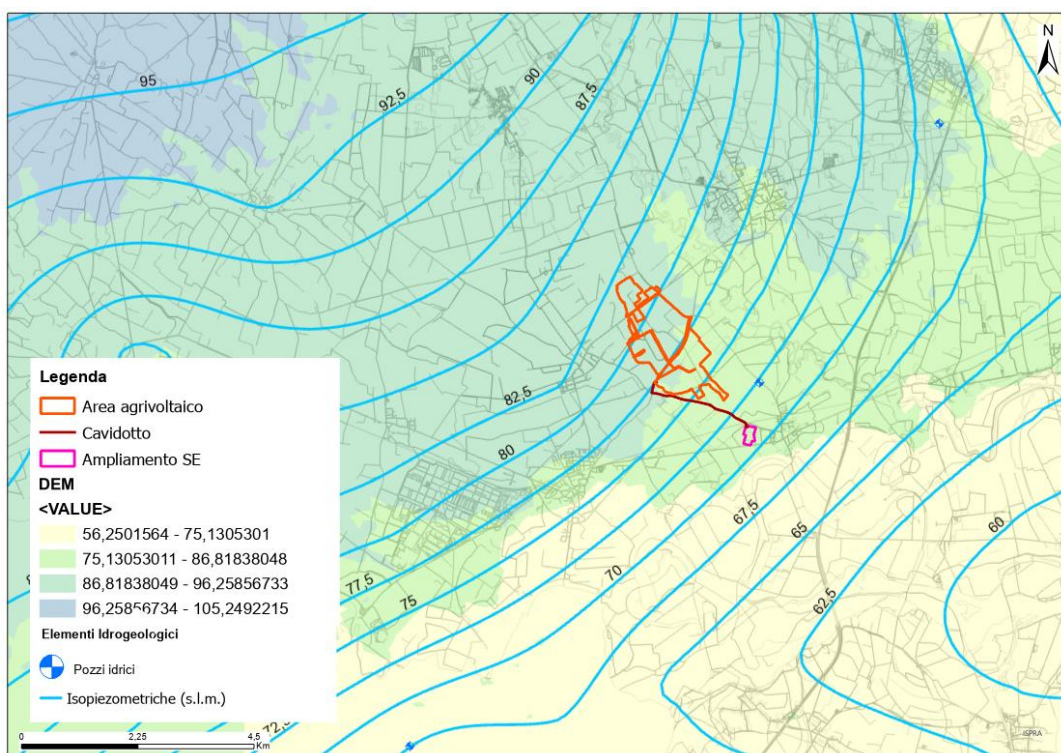 N
95
92,5
90
87,5
82,5
80
77,5
75
72,5
70
67,5
65
62,5
60
Legenda
Area agrivoltaico
Cavidotto
Ampliamento SE
DEM
<VALUE>
56,2501564 - 75,1305301
75,13053011 - 86,81838048
86,81838049 - 96,25856733
96,25856734 - 105,2492215
Elementi Idrogeologici
Pozzi idrici
Isopiezometriche (s.l.m.)
0 2,25 4,5
Km
ISPRA